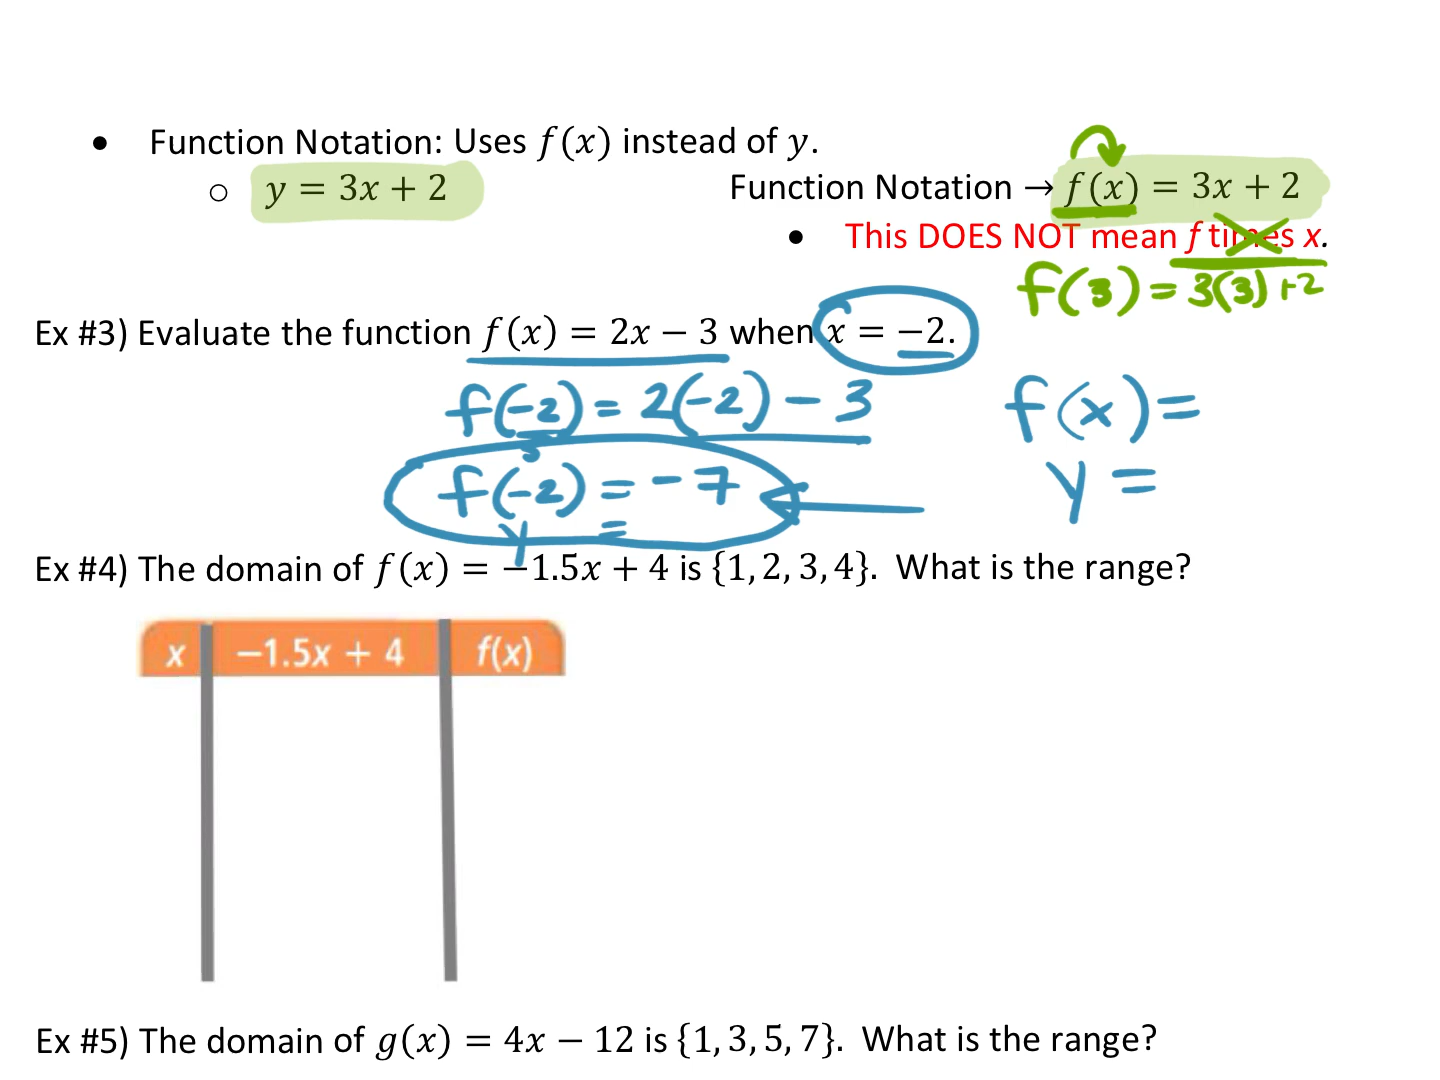 • Function Notation: Uses f(x) instead of y.
○ y = 3x + 2 Function Notation → f(x) = 3x + 2
• This DOES NOT mean f times x.
f(3) = 3(3) + 2
Ex #3) Evaluate the function f(x) = 2x − 3 when x = −2.
f(-2) = 2(-2) - 3 f(x) =
f(-2) = -7 y =
y =
Ex #4) The domain of f(x) = −1.5x + 4 is {1, 2, 3, 4}. What is the range?
x −1.5x + 4 f(x)
Ex #5) The domain of g(x) = 4x − 12 is {1, 3, 5, 7}. What is the range?